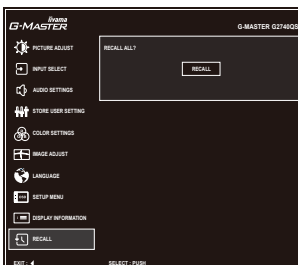 iiyama
G-MASTER
G-MASTER G2740QS
PICTURE ADJUST
RECALL ALL?
INPUT SELECT
RECALL
AUDIO SETTINGS
STORE USER SETTING
COLOR SETTINGS
IMAGE ADJUST
LANGUAGE
OSD
SETUP MENU
DISPLAY INFORMATION
RECALL
EXIT :
SELECT : PUSH